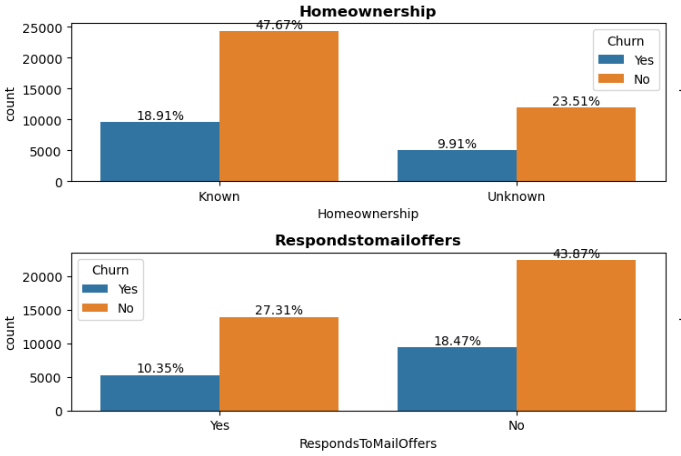 Homeownership
47.67%
25000
20000
15000
10000
5000
0
count
18.91%
9.91%
23.51%
Churn
Yes
No
Known
Unknown
Homeownership
Respondstomailoffers
43.87%
20000
15000
10000
5000
0
count
Churn
Yes
No
27.31%
10.35%
18.47%
Yes
No
RespondsToMailOffers